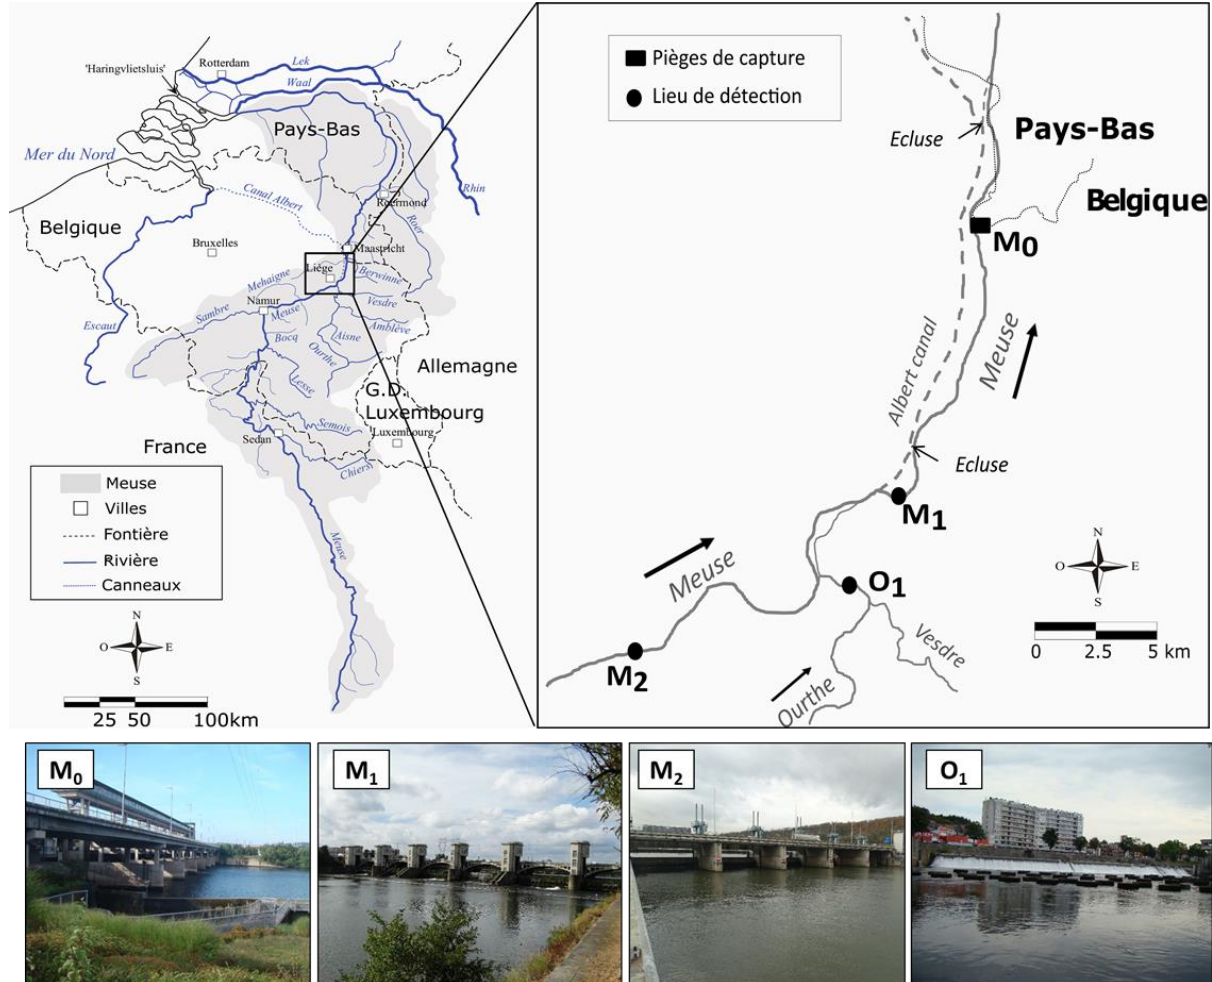 'Haringvlietsluis'
Rotterdam
Lek
Waal
Pays-Bas
Mer du Nord
Canal Albert
Rhin
Roermond
Roer
Belgique
Bruxelles
Maastricht
Liège
Berwinne
Mehaigne
Namur
Meuse
Vesdre
Sambre
Amblève
Escaut
Bocq
Aisne
Ourthe
Lesse
Allemagne
G.D.
Luxembourg
Luxembourg
Semois
Sedan
France
Chiers
Meuse
Meuse
Villes
Fontière
Rivière
Canneaux
N
O
E
S
25 50 100km
Pièges de capture
Lieu de détection
Ecluse
Pays-Bas
Belgique
M0
Meuse
Albert canal
Ecluse
M1
Meuse
O1
Vesdre
M2
Ourthe
N
O
E
S
0 2.5 5 km
M0
M1
M2
O1